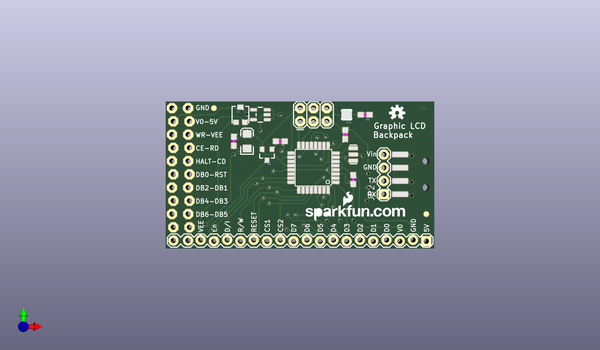 GND
VO-5V
WR-VEE
CE-RD
HALT-CD
DB0-RST
DB2-DB1
DB4-DB3
DB6-DB5
Graphic LCD
Backpack
Vin
GND
TX
RX
sparkfun.com
VEE
En
D/I
R/W
RESET
CS1
CS2
D7
D6
D5
D4
D3
D2
D1
D0
VO
GND
5V